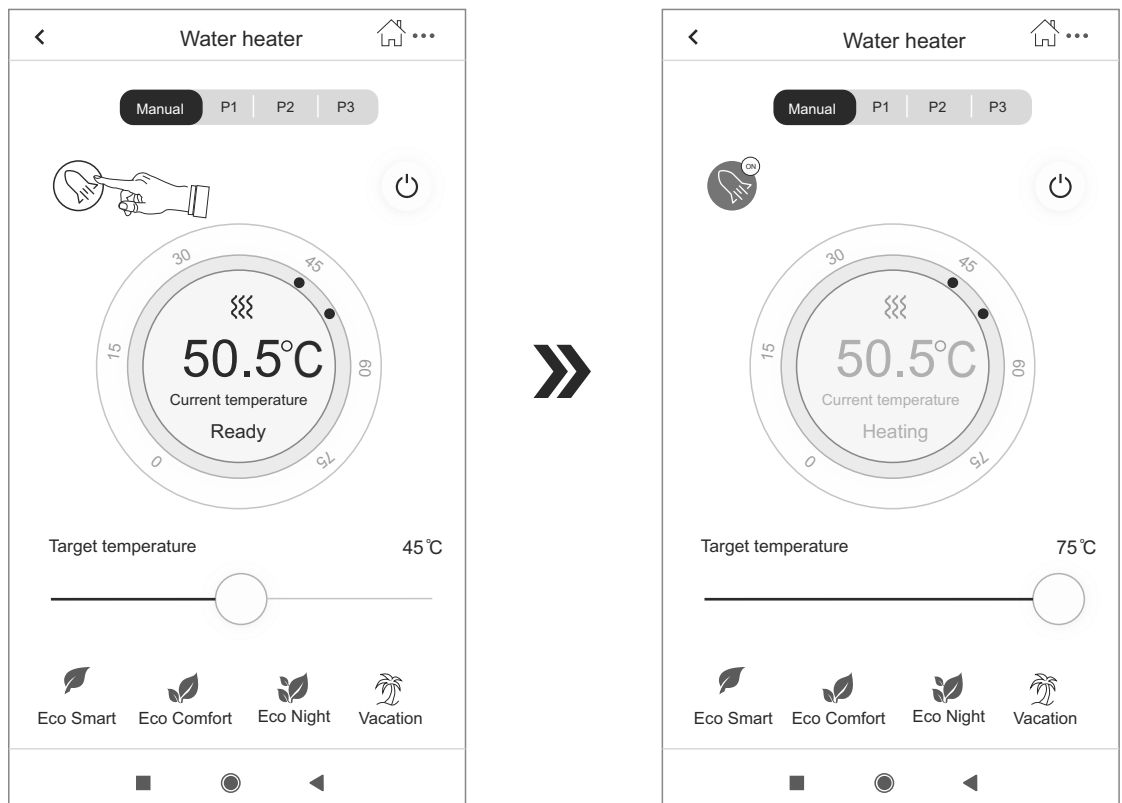 Water heater
Manual P1 P2 P3
30
45
15
60
0
75
50.5°C
Current temperature
Ready
Target temperature 45°C
Eco Smart Eco Comfort Eco Night Vacation
Water heater
Manual P1 P2 P3
ON
30
45
15
60
0
75
50.5°C
Current temperature
Heating
Target temperature 75°C
Eco Smart Eco Comfort Eco Night Vacation